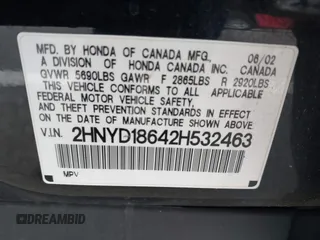 MFD. BY HONDA OF CANADA MFG. 06/02
A DIVISION OF HONDA CANADA INC. CANADA
GVWR 5690LBS GAWR F 2865LBS R 2920LBS
THIS VEHICLE CONFORMS TO ALL APPLICABLE
FEDERAL MOTOR VEHICLE SAFETY
AND THEFT PREVENTION STANDARDS IN EFFECT ON
THE DATE OF MANUFACTURE SHOWN ABOVE.
V.I.N. 2HNYD18642H532463
MPV
DREAMBID